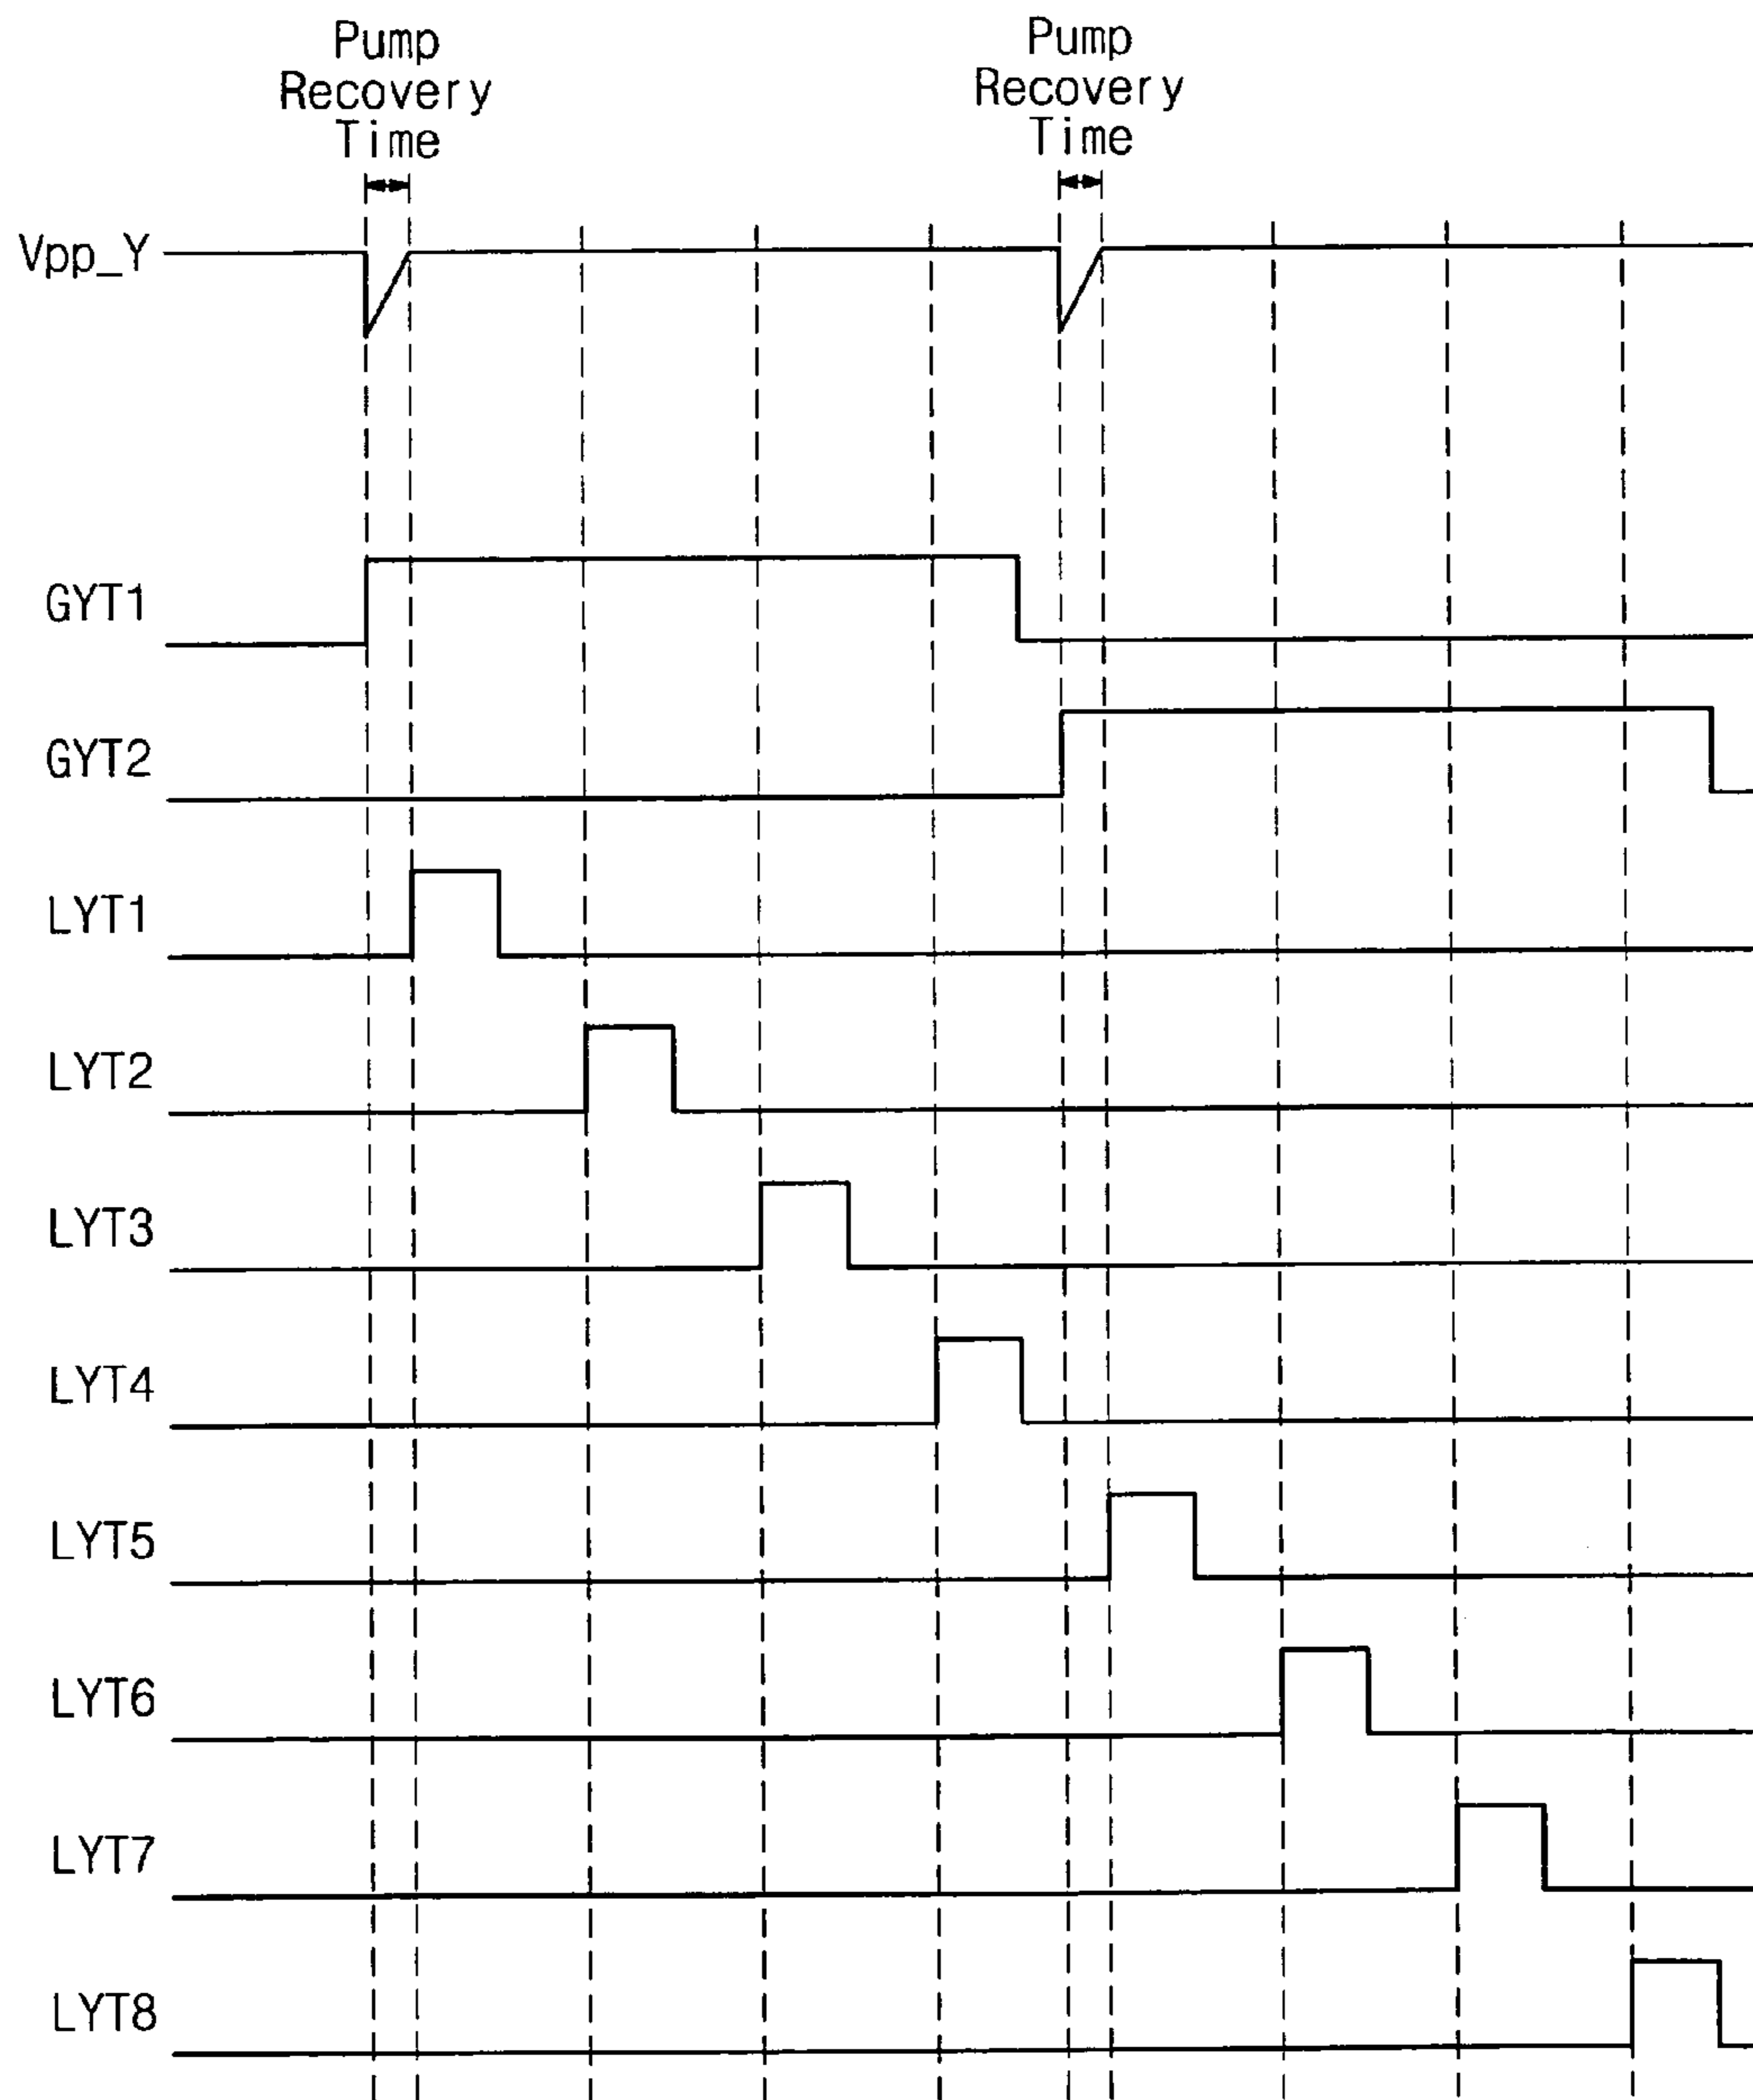 Pump
Recovery
Time
Pump
Recovery
Time
Vpp_Y
GYT1
GYT2
LYT1
LYT2
LYT3
LYT4
LYT5
LYT6
LYT7
LYT8